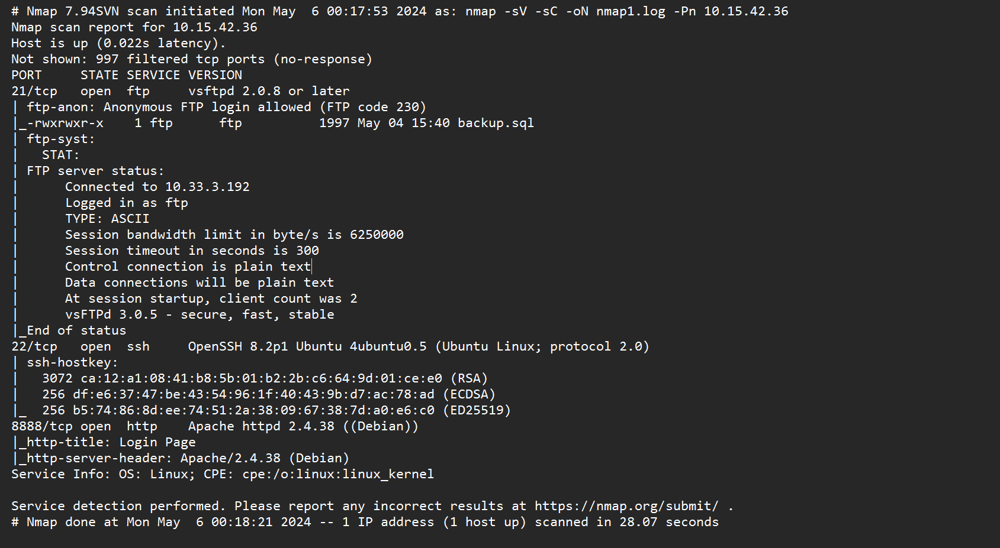 # Nmap 7.94SVN scan initiated Mon May  6 00:17:53 2024 as: nmap -sV -sC -oN nmap1.log -Pn 10.15.42.36
Nmap scan report for 10.15.42.36
Host is up (0.022s latency).
Not shown: 997 filtered tcp ports (no-response)
PORT     STATE SERVICE VERSION
21/tcp   open  ftp     vsftpd 2.0.8 or later
| ftp-anon: Anonymous FTP login allowed (FTP code 230)
|_-rwxrwxr-x    1 ftp      ftp          1997 May 04 15:40 backup.sql
| ftp-syst:
|   STAT:
| FTP server status:
|      Connected to 10.33.3.192
|      Logged in as ftp
|      TYPE: ASCII
|      Session bandwidth limit in byte/s is 6250000
|      Session timeout in seconds is 300
|      Control connection is plain text
|      Data connections will be plain text
|      At session startup, client count was 2
|      vsFTPd 3.0.5 - secure, fast, stable
|_End of status
22/tcp   open  ssh     OpenSSH 8.2p1 Ubuntu 4ubuntu0.5 (Ubuntu Linux; protocol 2.0)
| ssh-hostkey:
|   3072 ca:12:a1:08:41:b8:5b:01:b2:2b:c6:64:9d:01:ce:e0 (RSA)
|   256 df:e6:37:47:be:43:54:96:1f:40:43:9b:d7:ac:78:ad (ECDSA)
|_  256 b5:74:86:8d:ee:74:51:2a:38:09:67:38:7d:a0:e6:c0 (ED25519)
8888/tcp open  http    Apache httpd 2.4.38 ((Debian))
|_http-title: Login Page
|_http-server-header: Apache/2.4.38 (Debian)
Service Info: OS: Linux; CPE: cpe:/o:linux:linux_kernel
Service detection performed. Please report any incorrect results at https://nmap.org/submit/ .
# Nmap done at Mon May  6 00:18:21 2024 -- 1 IP address (1 host up) scanned in 28.07 seconds